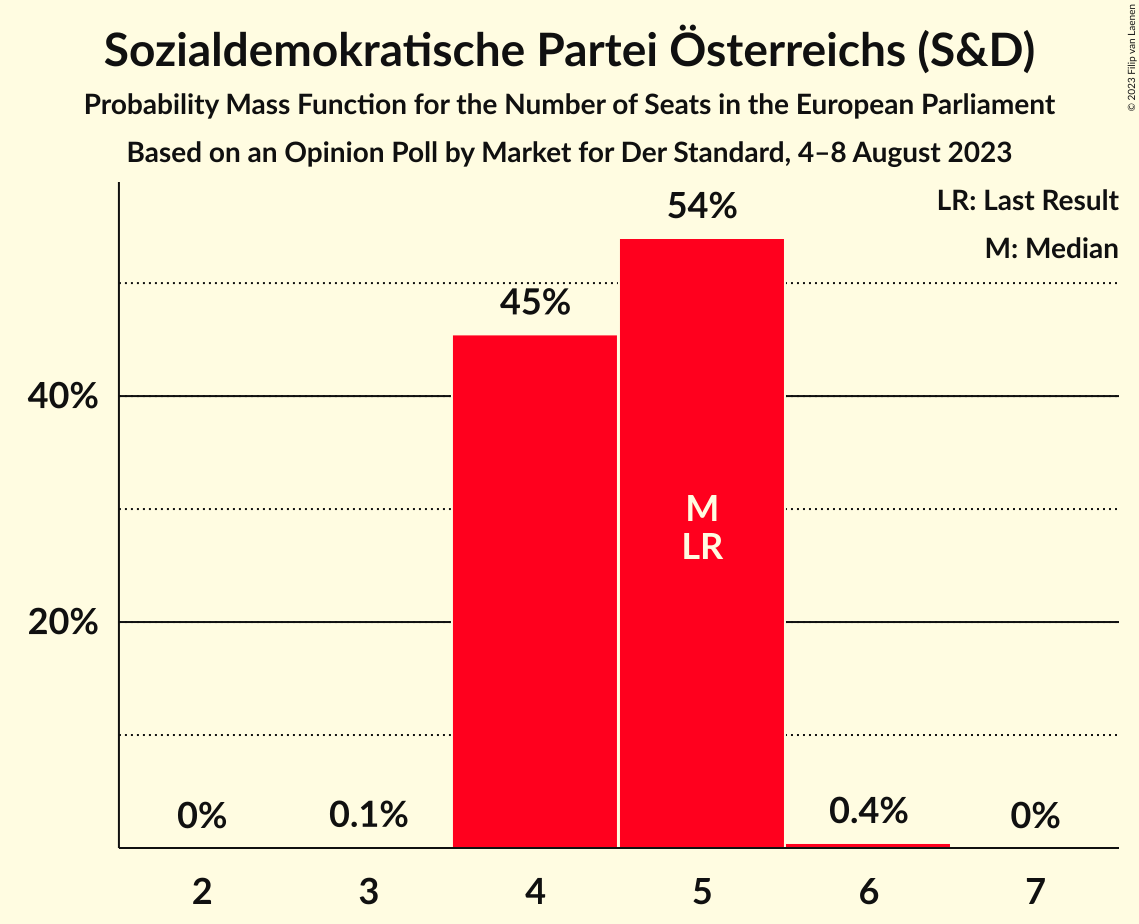 Sozialdemokratische Partei Österreichs (S&D)
Probability Mass Function for the Number of Seats in the European Parliament
Based on an Opinion Poll by Market for Der Standard, 4–8 August 2023
© 2023 Filip van Laenen
LR: Last Result
M: Median
54%
45%
40%
M
LR
20%
0%
0.1%
0.4%
0%
2
3
4
5
6
7